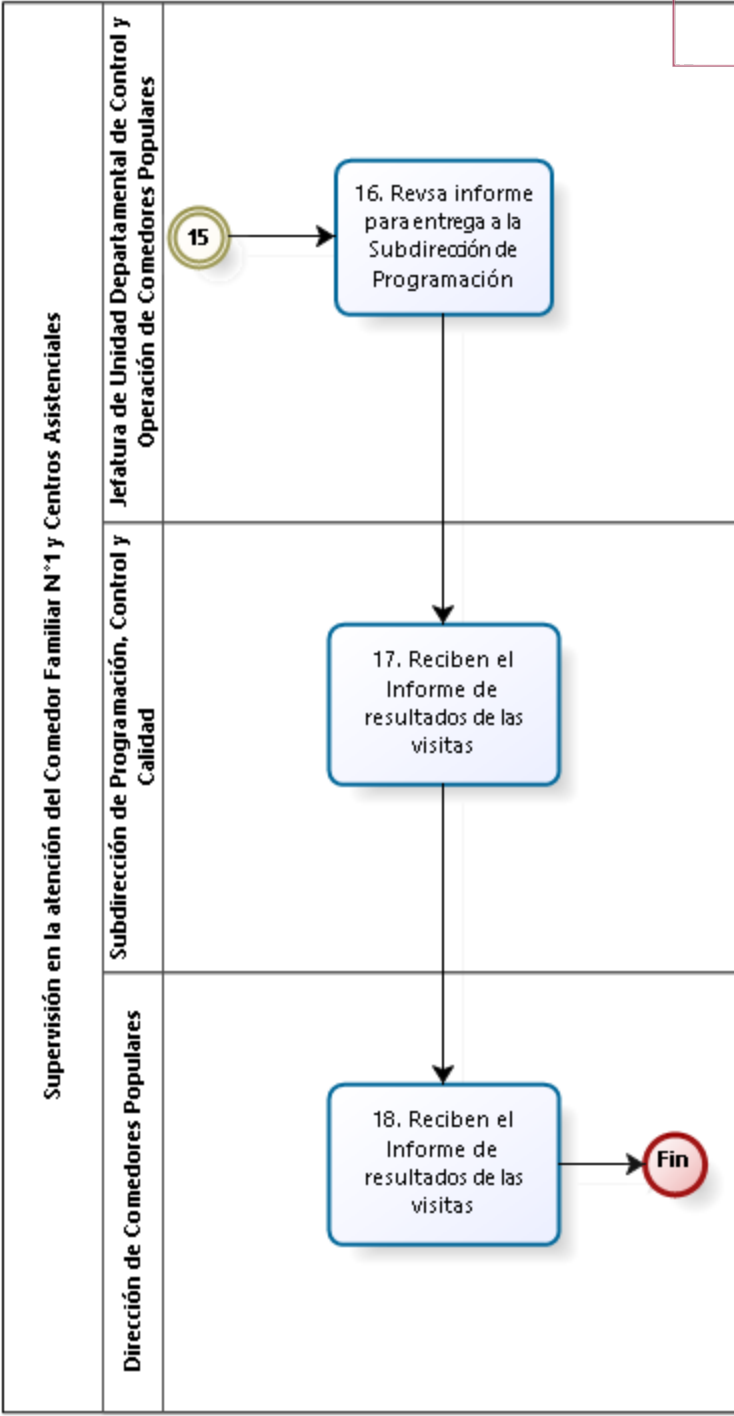 Supervisión en la atención del Comedor Familiar N°1 y Centros Asistenciales
Jefatura de Unidad Departamental de Control y
Operación de Comedores Populares
15
16. Revsa informe
para entrega a la
Subdirección de
Programación
Subdirección de Programación, Control y
Calidad
17. Reciben el
Informe de
resultados de las
visitas
Dirección de Comedores Populares
18. Reciben el
Informe de
resultados de las
visitas
Fin